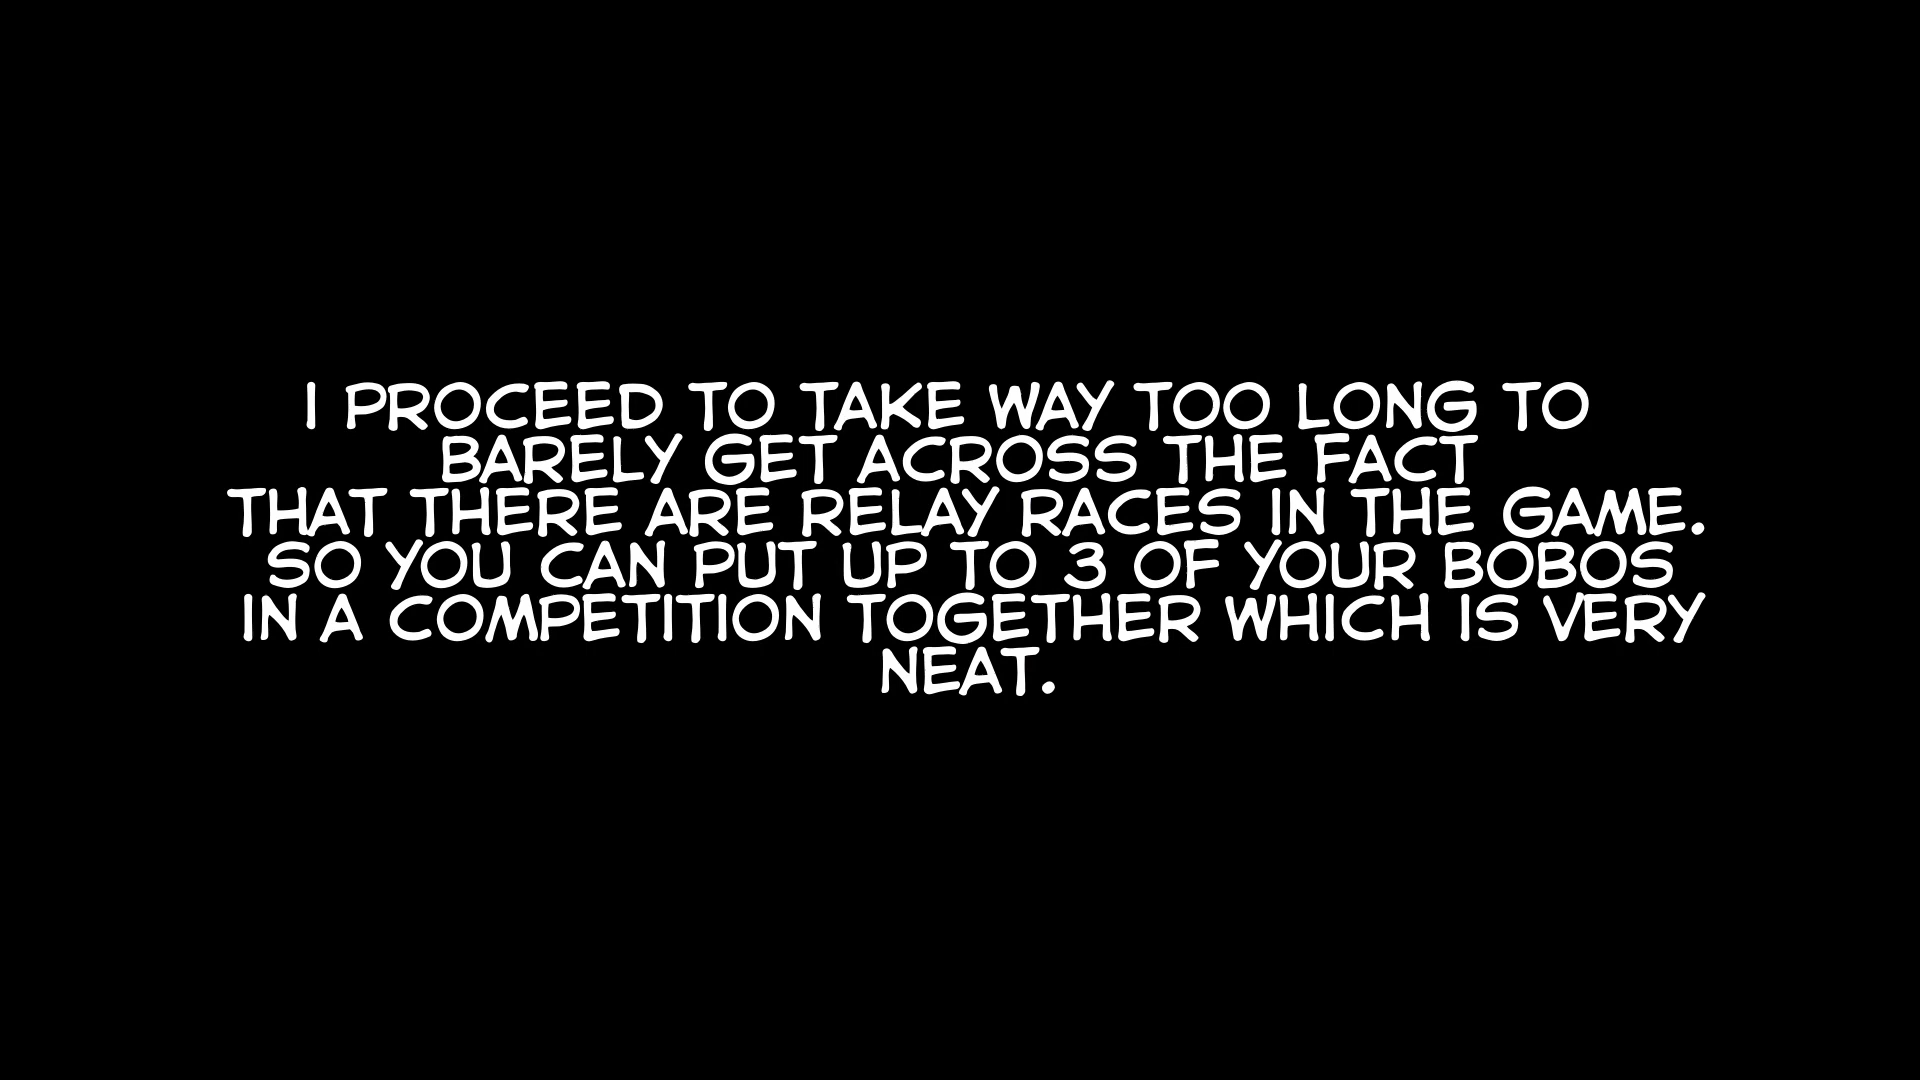 I PROCEED TO TAKE WAY TOO LONG TO
BARELY GET ACROSS THE FACT
THAT THERE ARE RELAY RACES IN THE GAME.
SO YOU CAN PUT UP TO 3 OF YOUR BOBOS
IN A COMPETITION TOGETHER WHICH IS VERY
NEAT.